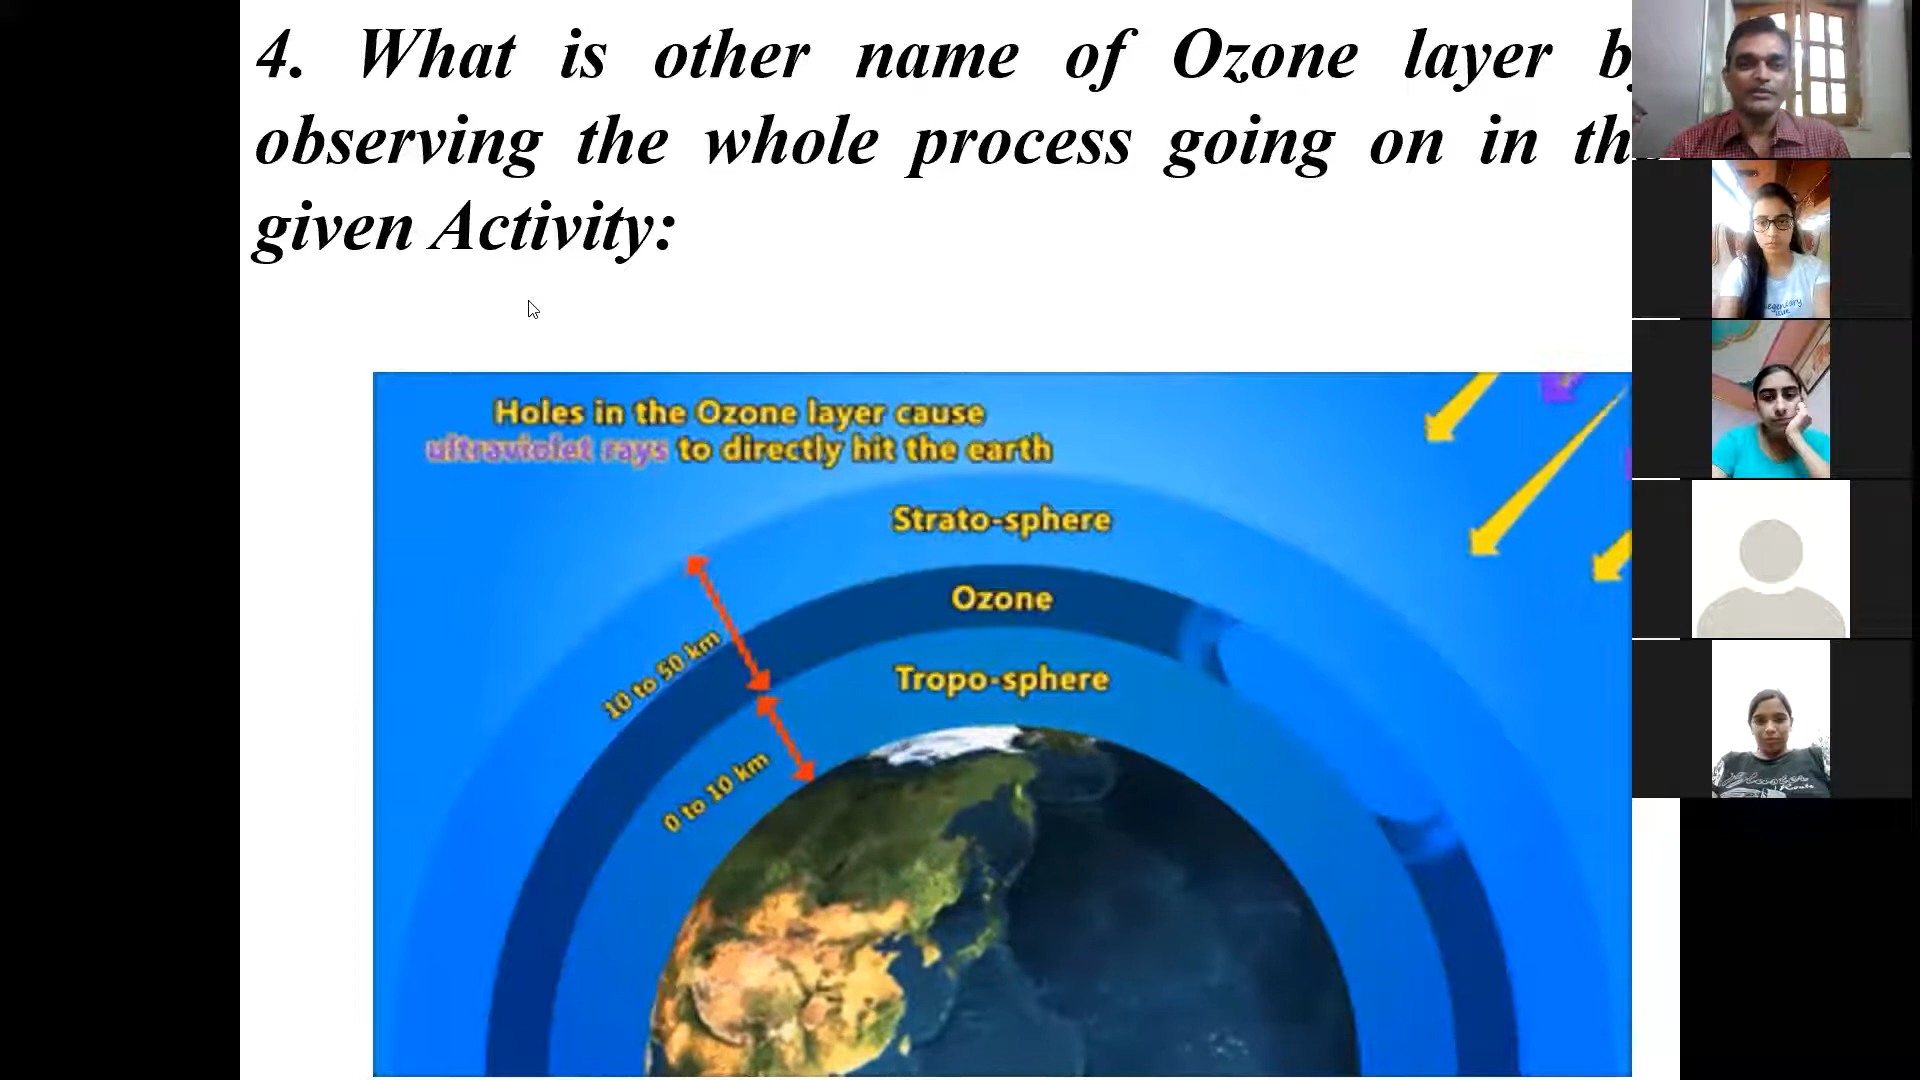 4. What is other name of Ozone layer
observing the whole process going on in
given Activity:
Holes in the Ozone layer cause
ultraviolet rays to directly hit the earth
Strato-sphere
Ozone
10 to 50 km
Tropo-sphere
0 to 10 km